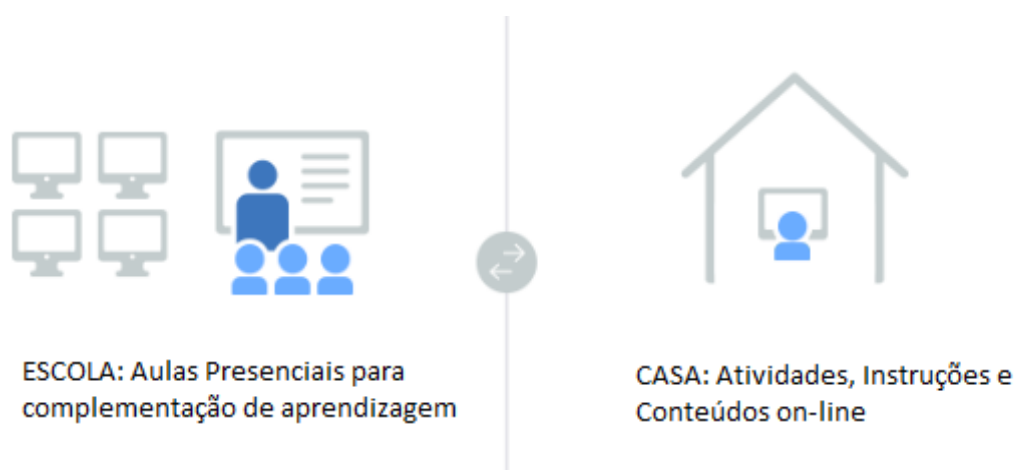 ESCOLA: Aulas Presenciais para
complementação de aprendizagem
CASA: Atividades, Instruções e
Conteúdos on-line